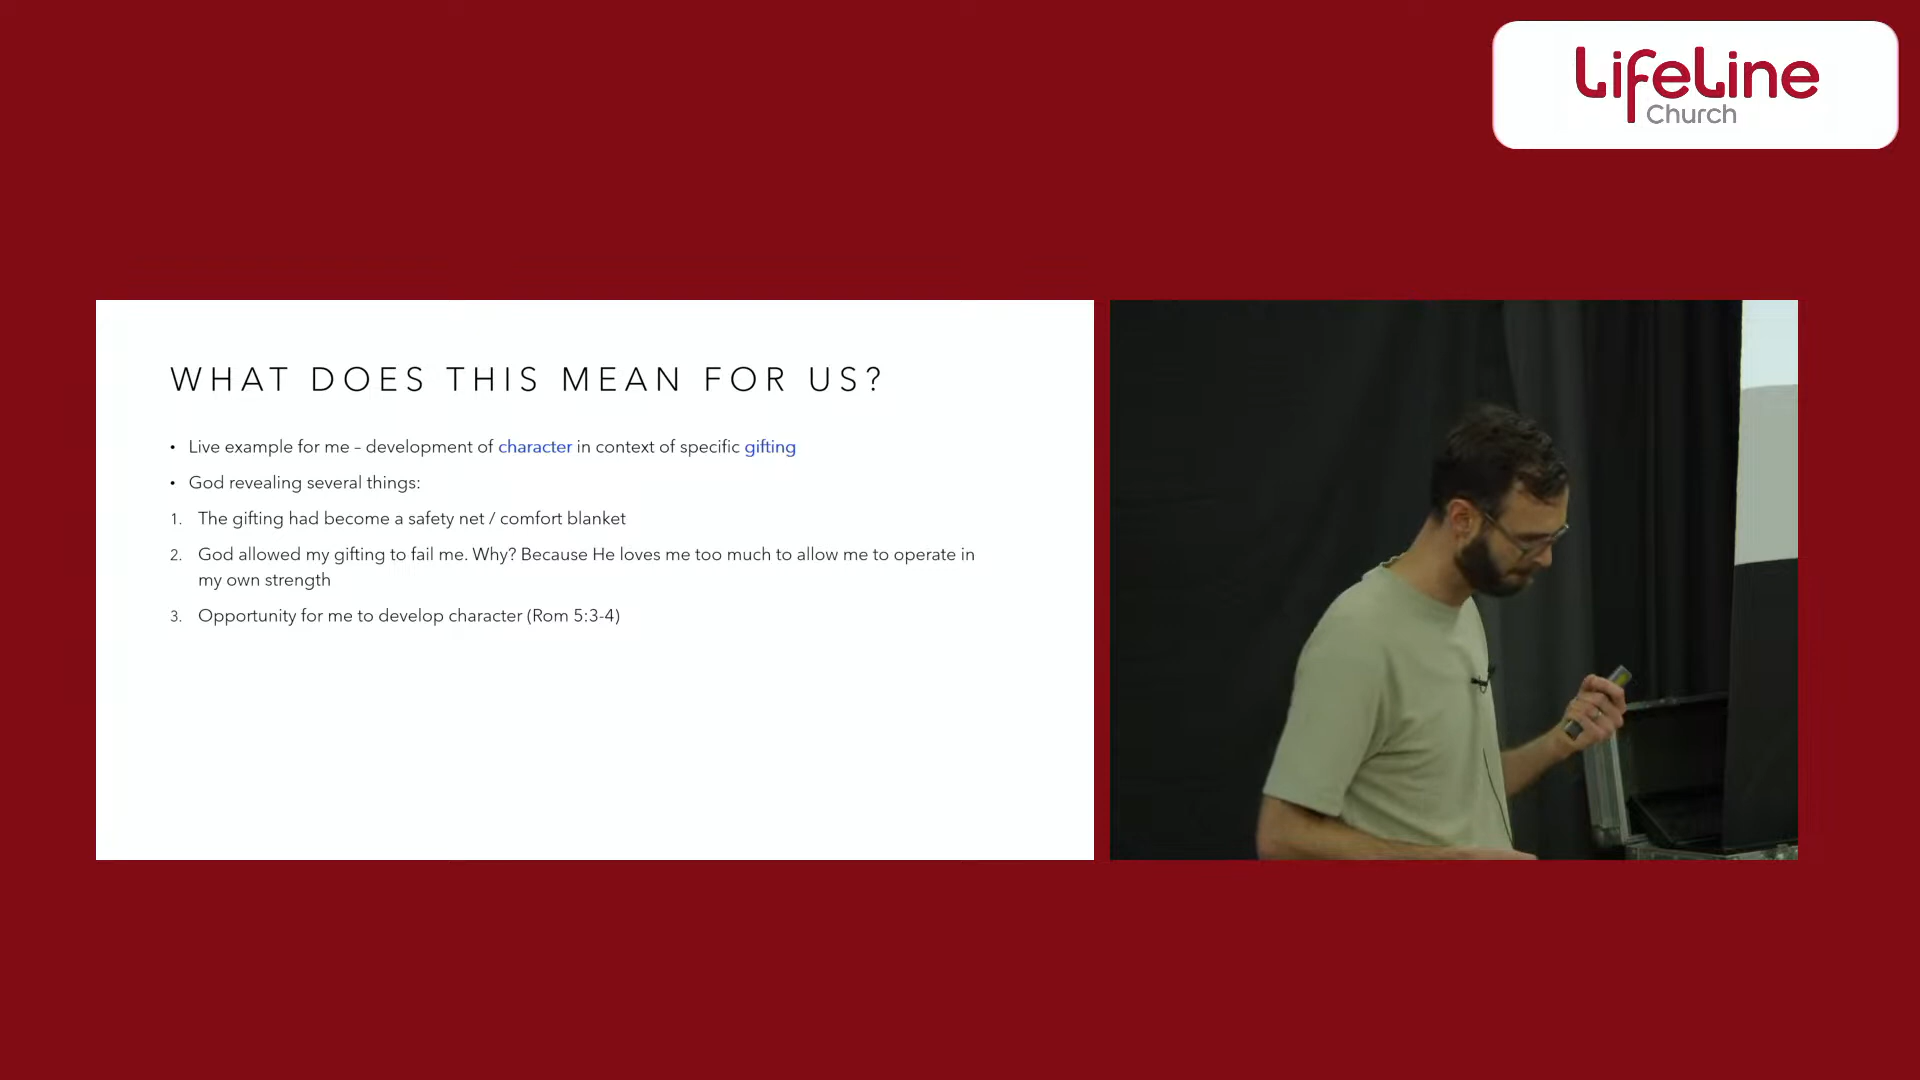 LifeLine
Church
WHAT DOES THIS MEAN FOR US?
• Live example for me – development of character in context of specific gifting
• God revealing several things:
1. The gifting had become a safety net / comfort blanket
2. God allowed my gifting to fail me. Why? Because He loves me too much to allow me to operate in
my own strength
3. Opportunity for me to develop character (Rom 5:3-4)